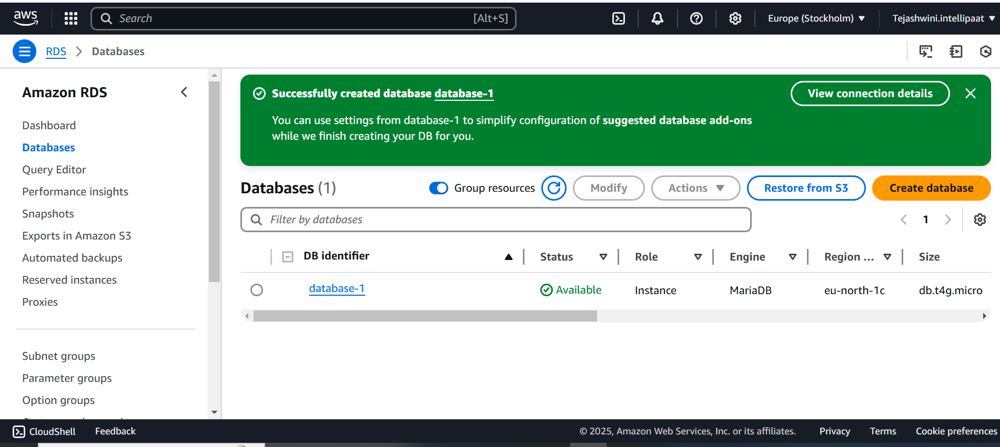 aws
Search [Alt+S]
Europe (Stockholm)
Tejashwini.intellipaat
RDS
Databases
Amazon RDS
Dashboard
Databases
Query Editor
Performance insights
Snapshots
Exports in Amazon S3
Automated backups
Reserved instances
Proxies
Subnet groups
Parameter groups
Option groups
Successfully created database database-1
View connection details
You can use settings from database-1 to simplify configuration of suggested database add-ons
while we finish creating your DB for you.
Databases (1)
Group resources
Modify
Actions
Restore from S3
Create database
Filter by databases
1
DB identifier Status Role Engine Region ... Size
database-1 Available Instance MariaDB eu-north-1c db.t4g.micro
CloudShell Feedback
© 2025, Amazon Web Services, Inc. or its affiliates. Privacy Terms Cookie preferences